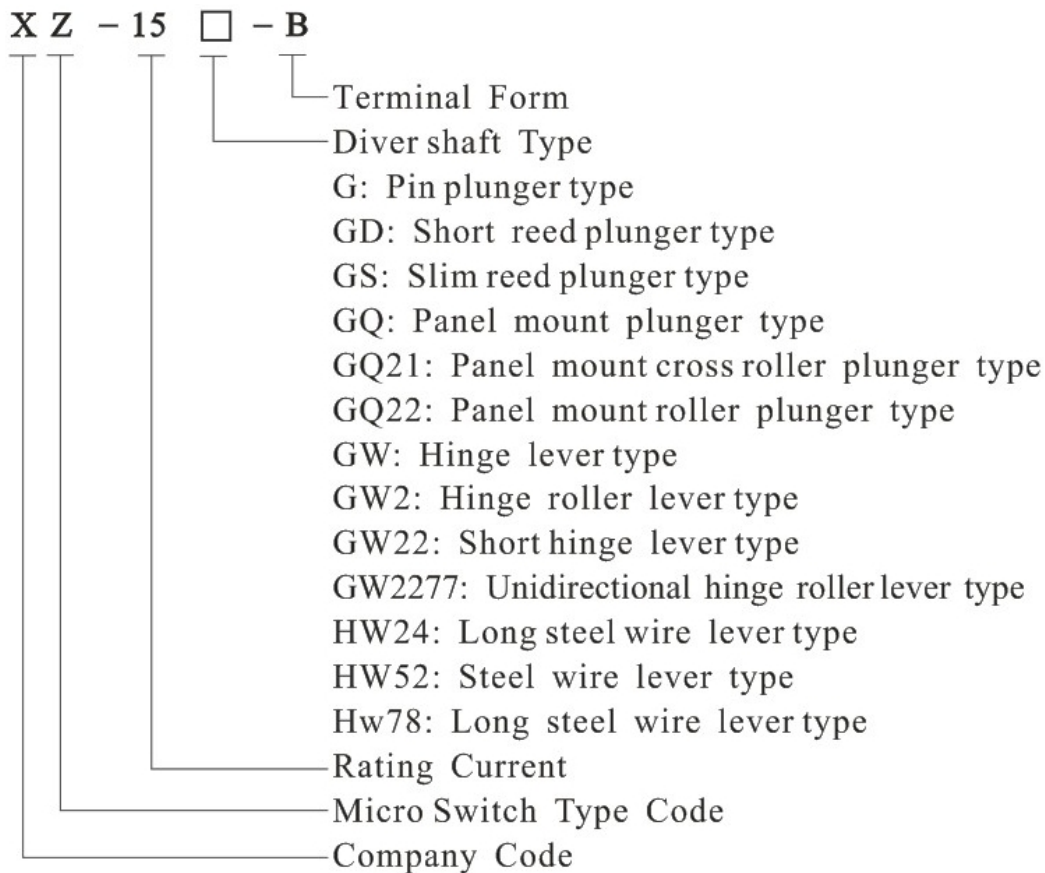 X Z - 15 □ - B
Terminal Form
Diver shaft Type
G: Pin plunger type
GD: Short reed plunger type
GS: Slim reed plunger type
GQ: Panel mount plunger type
GQ21: Panel mount cross roller plunger type
GQ22: Panel mount roller plunger type
GW: Hinge lever type
GW2: Hinge roller lever type
GW22: Short hinge lever type
GW2277: Unidirectional hinge roller lever type
HW24: Long steel wire lever type
HW52: Steel wire lever type
Hw78: Long steel wire lever type
Rating Current
Micro Switch Type Code
Company Code